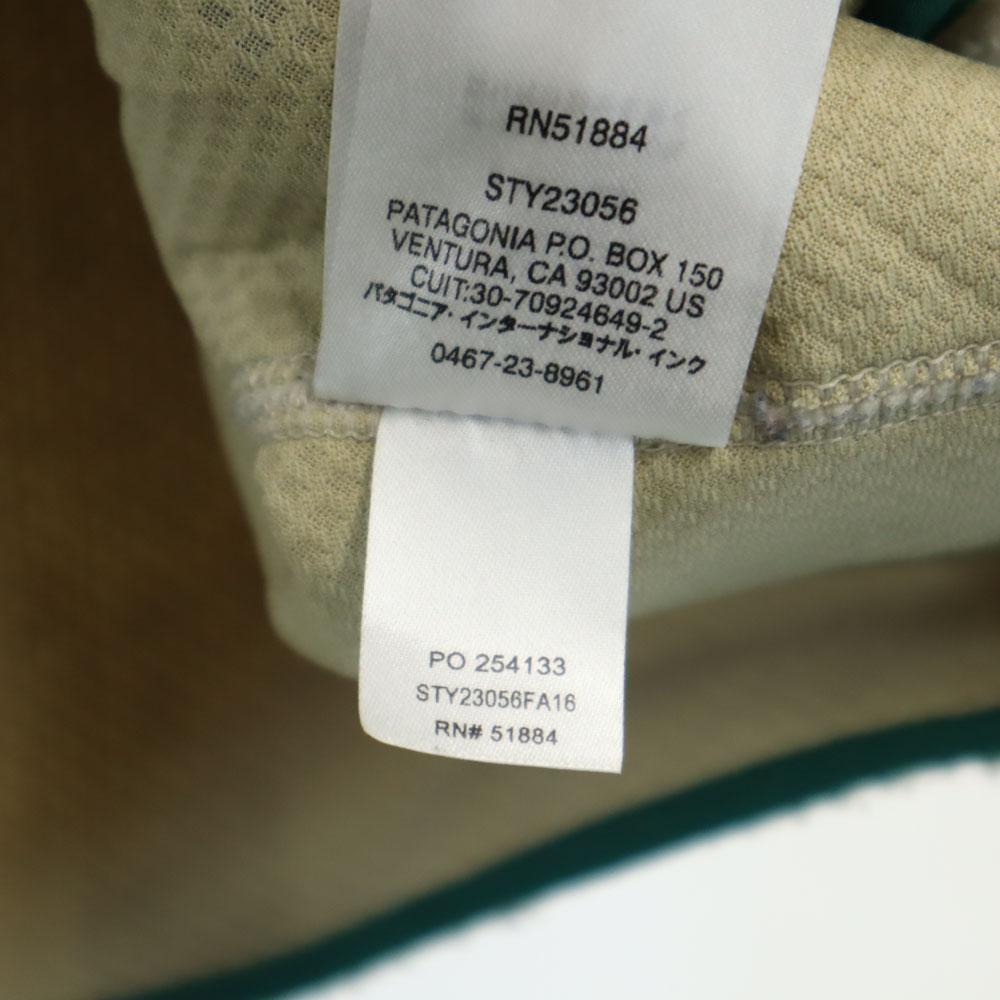 RN51884
STY23056
PATAGONIA P.O. BOX 150
VENTURA, CA 93002 US
CUIT:30-70924649-2
パタゴニア・インターナショナル・インク
0467-23-8961
PO 254133
STY23056FA16
RN# 51884